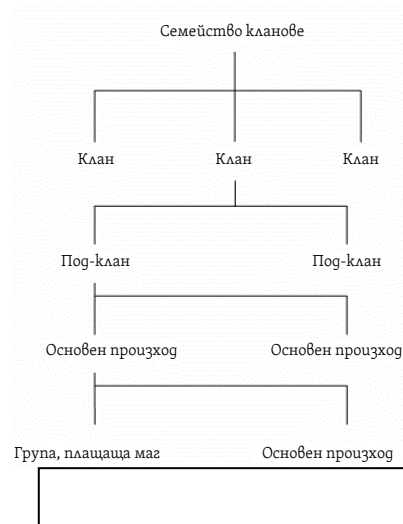 Семейство кланове
Клан Клан Клан
Под-клан Под-клан
Основен произход Основен произход
Група, плащаща маг Основен произход